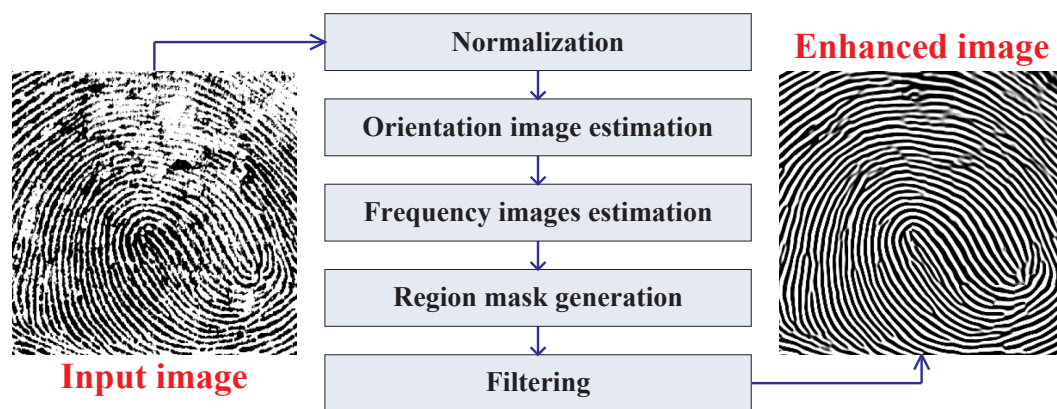 Input image
Normalization
Orientation image estimation
Frequency images estimation
Region mask generation
Filtering
Enhanced image